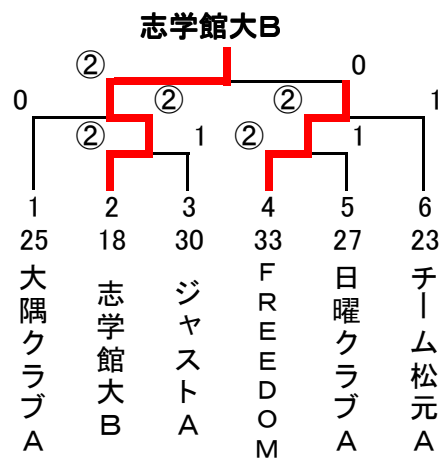 志学館大B
② 0
0 ② ② 1
② 1 ② 1
1 2 3 4 5 6
25 18 30 33 27 23
大隅クラブA
志学館大B
ジャストA
FREEDOM
日曜クラブA
チーム松元A